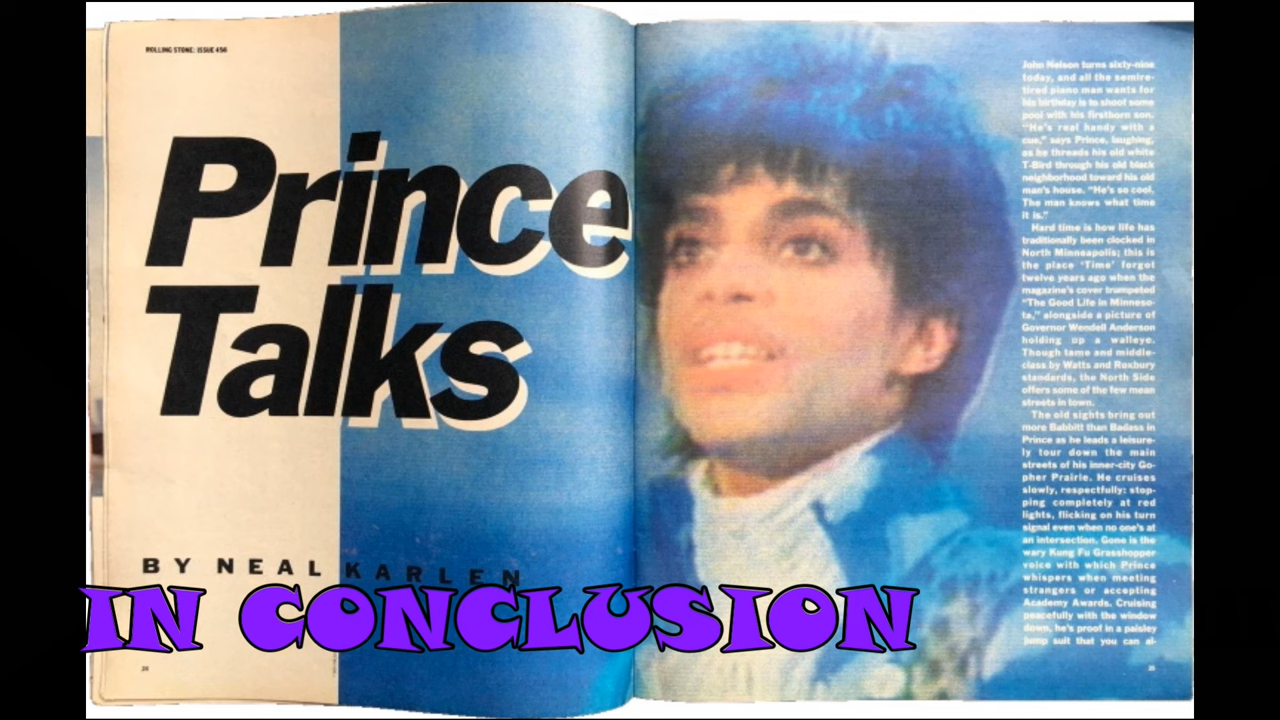 ROLLING STONE: ISSUE 456
Prince
Talks
BY NEAL KARLEN
IN CONCLUSION
24
John Nelson turns sixty-nine
today, and all the semire-
tired piano man wants for
his birthday is to shoot some
pool with his firstborn son.
"He's real handy with a
cue," says Prince, laughing,
as he threads his old white
T-Bird through his old black
neighborhood toward his old
man's house. "He's so cool.
The man knows what time
it is."
Hard time is how life has
traditionally been clocked in
North Minneapolis; this is
the place 'Time' forgot
twelve years ago when the
magazine's cover trumpeted
"The Good Life in Minneso-
ta," alongside a picture of
Governor Wendell Anderson
holding up a walleye.
Though tame and middle-
class by Watts and Roxbury
standards, the North Side
offers some of the few mean
streets in town.
The old sights bring out
more Babbitt than Badass in
Prince as he leads a leisure-
ly tour down the main
streets of his inner-city Go-
pher Prairie. He cruises
slowly, respectfully: stop-
ping completely at red
lights, flicking on his turn
signal even when no one's at
an intersection. Gone is the
wary Kung Fu Grasshopper
voice with which Prince
whispers when meeting
strangers or accepting
Academy Awards. Cruising
peacefully with the window
down, he's proof in a paisley
jump suit that you can al-